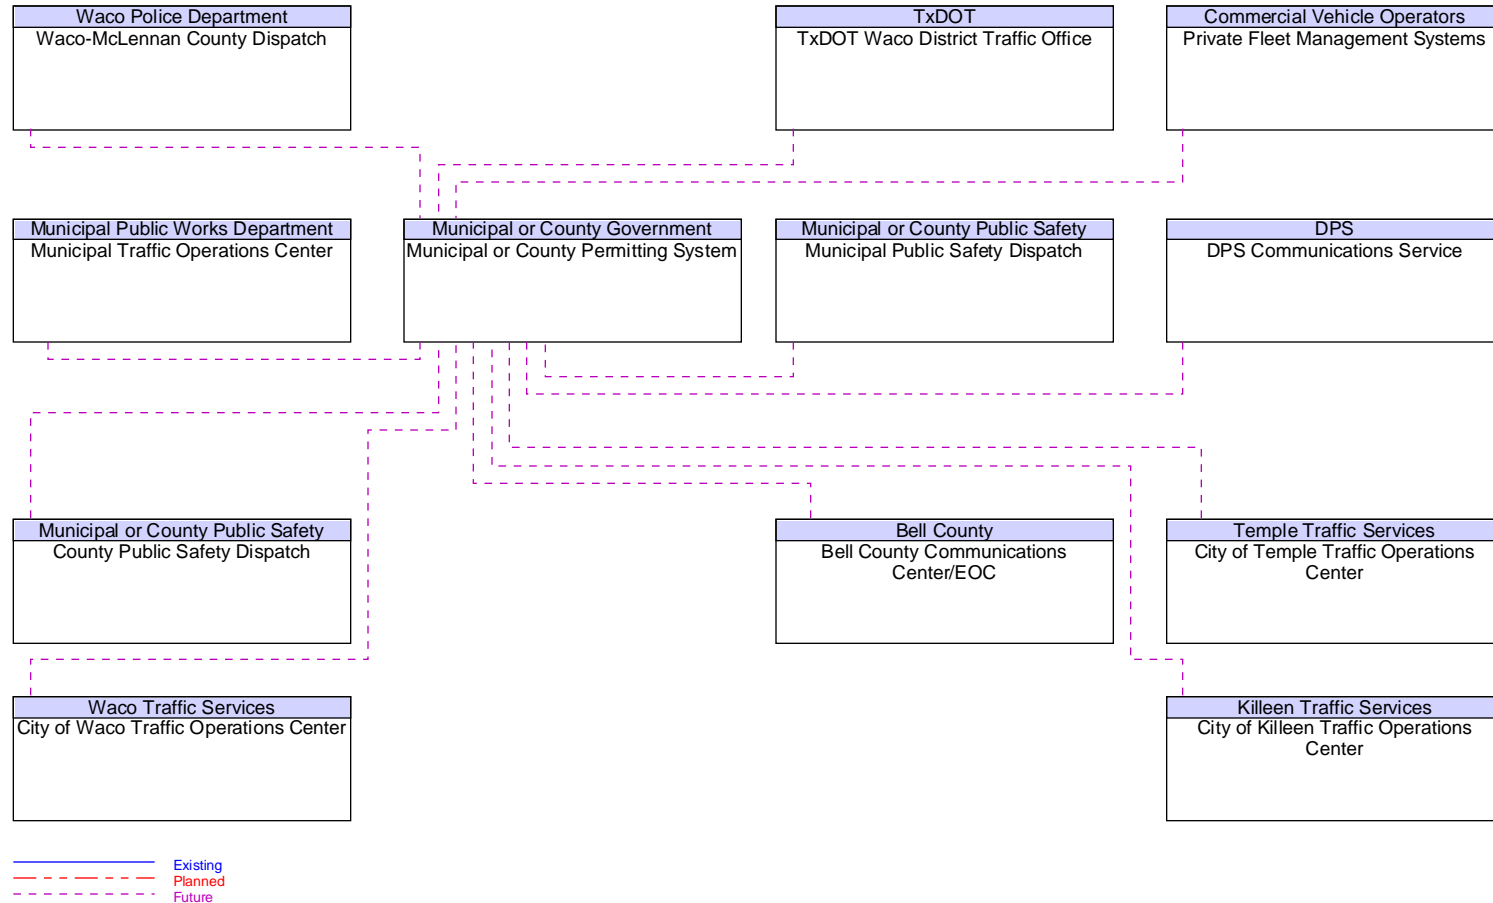 Waco Police Department
Waco-McLennan County Dispatch
TxDOT
TxDOT Waco District Traffic Office
Commercial Vehicle Operators
Private Fleet Management Systems
Municipal Public Works Department
Municipal Traffic Operations Center
Municipal or County Government
Municipal or County Permitting System
Municipal or County Public Safety
Municipal Public Safety Dispatch
DPS
DPS Communications Service
Municipal or County Public Safety
County Public Safety Dispatch
Bell County
Bell County Communications
Center/EOC
Temple Traffic Services
City of Temple Traffic Operations
Center
Waco Traffic Services
City of Waco Traffic Operations Center
Killeen Traffic Services
City of Killeen Traffic Operations
Center
Existing
Planned
Future